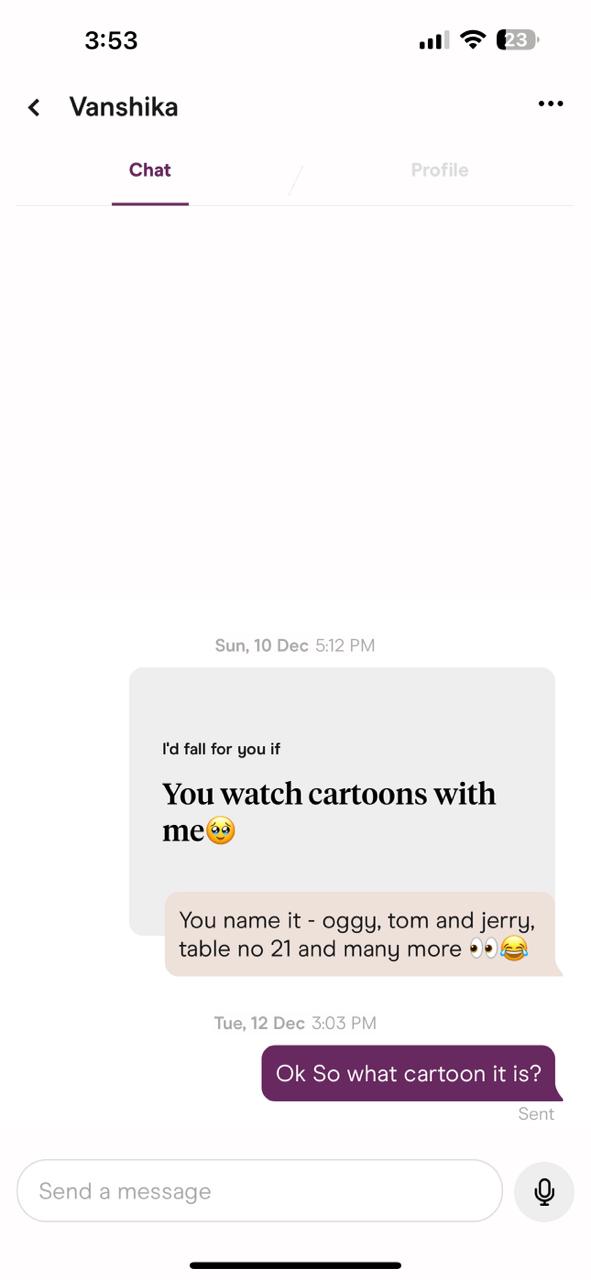 3:53
23
Vanshika
Chat
Profile
Sun, 10 Dec 5:12 PM
I'd fall for you if
You watch cartoons with
me🥹
You name it - oggy, tom and jerry,
table no 21 and many more 👀😂
Tue, 12 Dec 3:03 PM
Ok So what cartoon it is?
Sent
Send a message